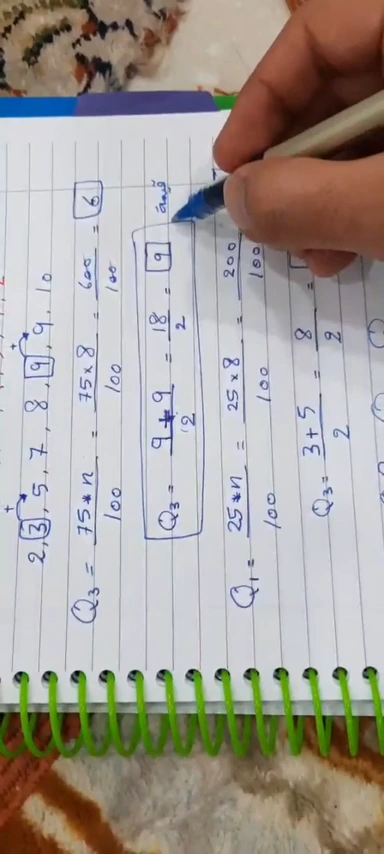 2, 3, 5, 7, 8, 9, 9, 10
Q3 = 75*n/100 = 75×8/100 = 600/100 = 6
Q3 = 9+9/2 = 18/2 = 9
Q1 = 25*n/100 = 25×8/100 = 200/100
Q3 = 3+5/2 = 8/2 =